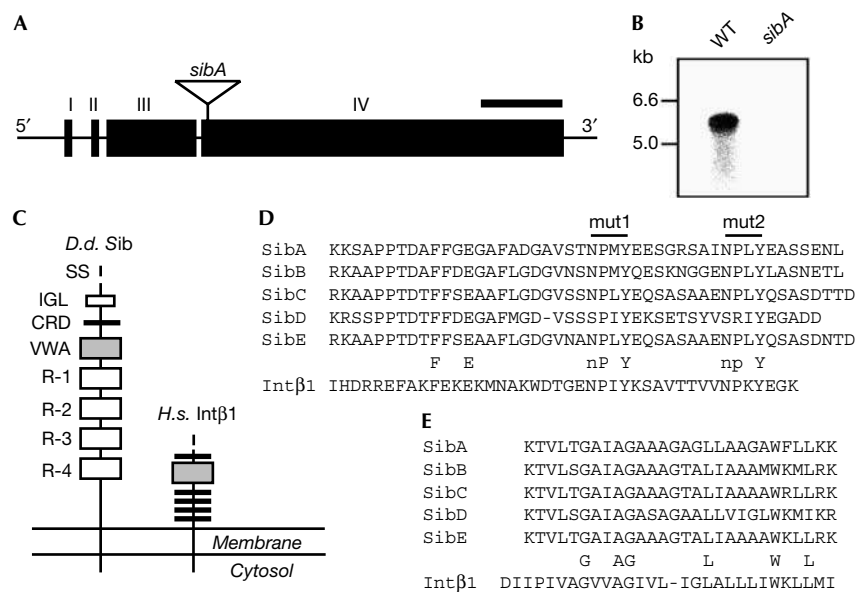 A
sibA
I II III IV
5′ 3′
B
WT sibA
kb
6.6
5.0
C
D.d. Sib
SS
IGL
CRD
VWA
R-1
R-2
R-3
R-4
H.s. Intβ1
Membrane
Cytosol
D
mut1 mut2
SibA KKSAPPTDAFFGEGAFADGAVSTNPMYEESGRSAINPLYEASSENL
SibB RKAAPPTDAFFDEGAFLGDGVNSNPMYQESKNGGENPLYLASNETL
SibC RKAAPPTDTFFSEAAFLGDGVSSNPLYEQSASAAENPLYQSASDTTD
SibD KRSSPPTDTFFDEGAFMGD-VSSSPIYEKSETSYVSRIYEGADD
SibE RKAAPPTDTFFSEAAFLGDGVNANPLYEQSASAAENPLYQSASDNTD
F E nP Y np Y
Intβ1 IHDRREFAKFEKEKMNAKWDTGENPIYKSAVTTVVNPKYEGK
E
SibA KTVLTGAIAGAAAGAGLLAAGAWFLLKK
SibB KTVLSGAIAGAAAGTALIAAAMWKMLRK
SibC KTVLTGAIAGAAAGTALIAAAAWRLLRK
SibD KTVLSGAIAGASAGAALLVIGLWKMIKR
SibE KTVLTGAIAGAAAGTALIAAAAWKLLRK
G AG L W L
Intβ1 DIIPIVAGVVAGIVL-IGLALLLIWKLLMI